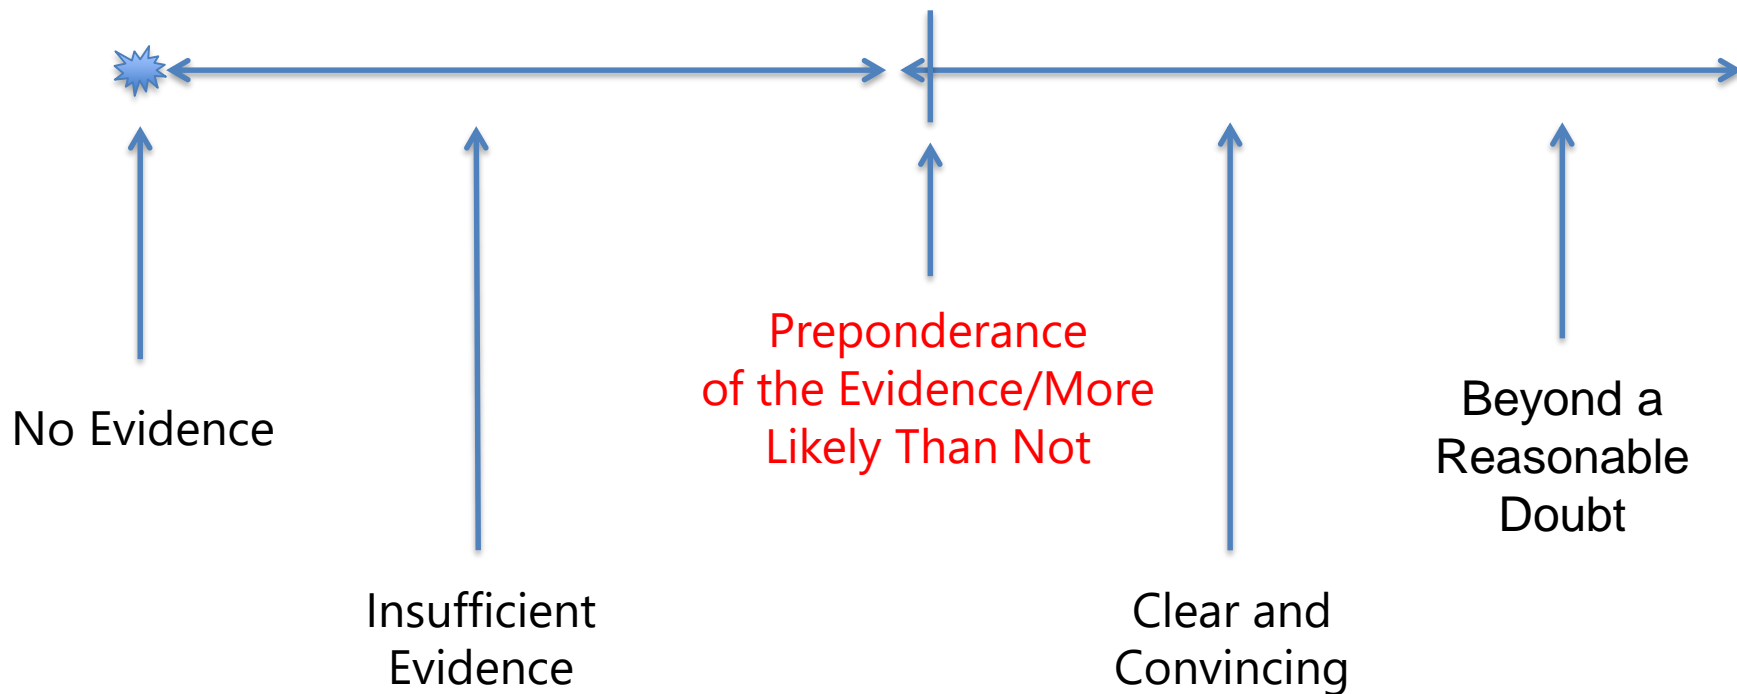 No Evidence
Insufficient
Evidence
Preponderance
of the Evidence/More
Likely Than Not
Clear and
Convincing
Beyond a
Reasonable
Doubt